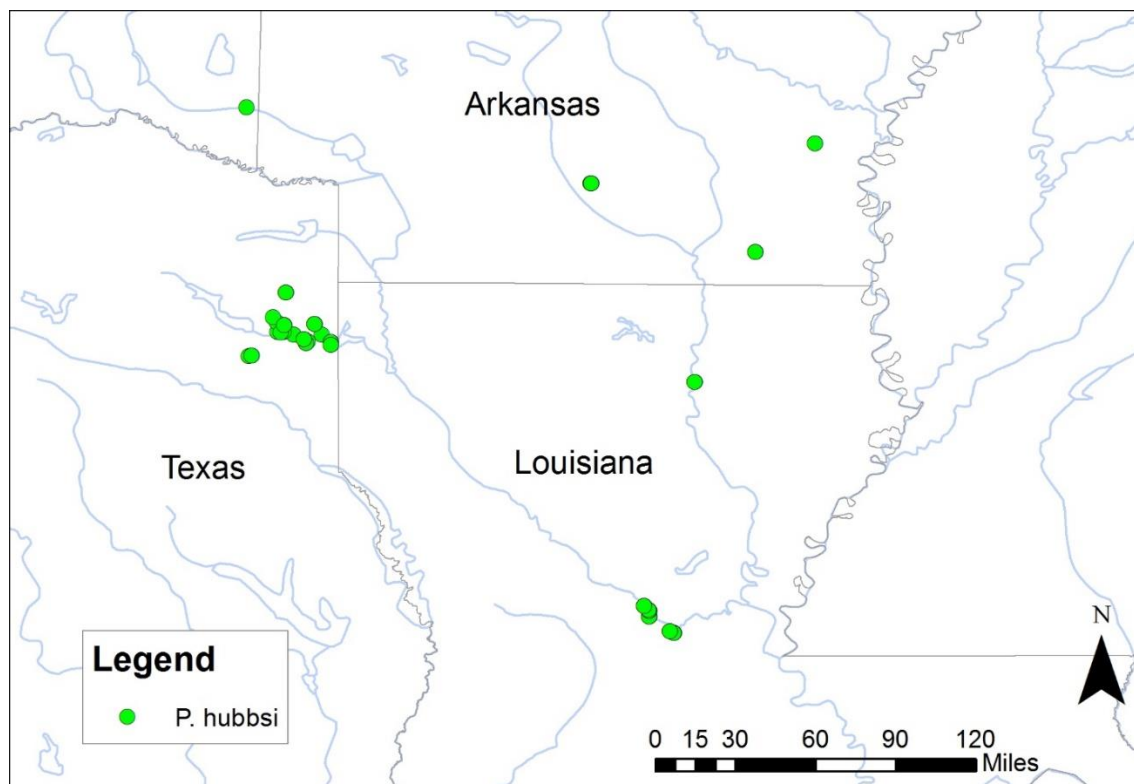 Arkansas
Texas
Louisiana
Legend
P. hubbsi
N
0 15 30 60 90 120
Miles